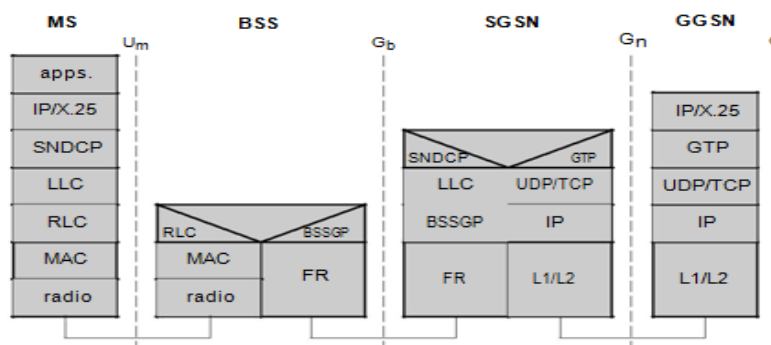 MS BSS SGSN GGSN
Um Gb Gn
apps.
IP/X.25 IP/X.25
SNDCP SNDCP GTP GTP
LLC LLC UDP/TCP UDP/TCP
RLC RLC BSSGP BSSGP IP IP
MAC MAC FR FR L1/L2 L1/L2
radio radio